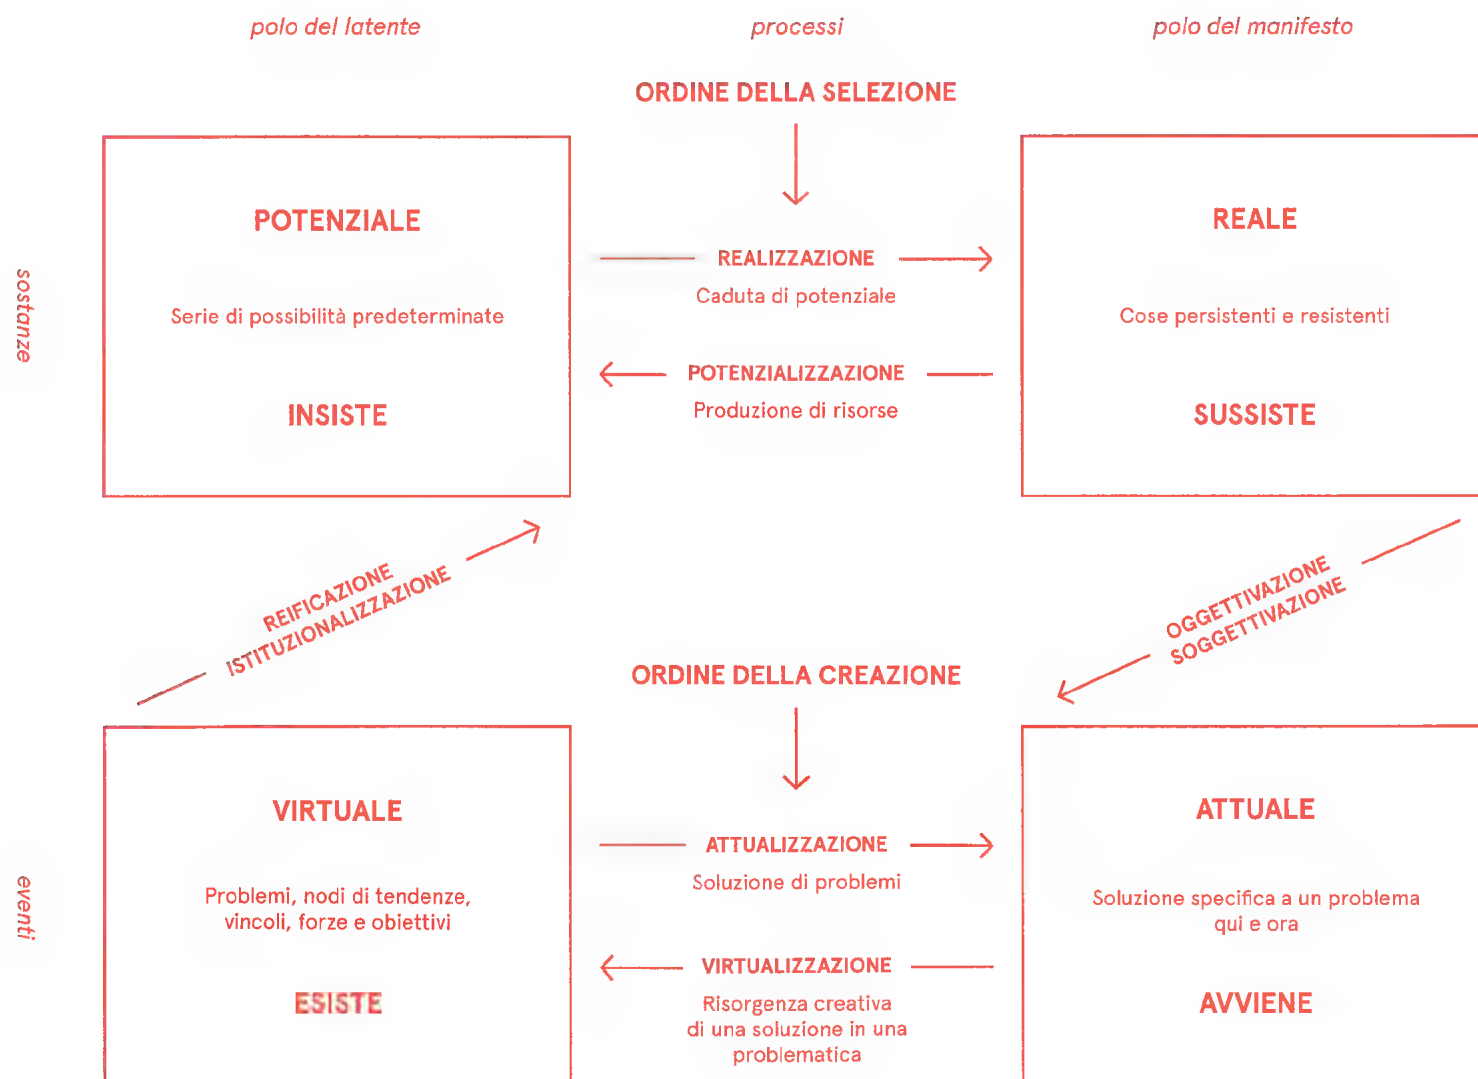 polo del latente
processi
polo del manifesto
ORDINE DELLA SELEZIONE
sostanze
POTENZIALE
Serie di possibilità predeterminate
INSISTE
REALIZZAZIONE
Caduta di potenziale
POTENZIALIZZAZIONE
Produzione di risorse
REALE
Cose persistenti e resistenti
SUSSISTE
REIFICAZIONE
ISTITUZIONALIZZAZIONE
OGGETTIVAZIONE
SOGGETTIVAZIONE
ORDINE DELLA CREAZIONE
eventi
VIRTUALE
Problemi, nodi di tendenze,
vincoli, forze e obiettivi
ESISTE
ATTUALIZZAZIONE
Soluzione di problemi
VIRTUALIZZAZIONE
Risorgenza creativa
di una soluzione in una
problematica
ATTUALE
Soluzione specifica a un problema
qui e ora
AVVIENE